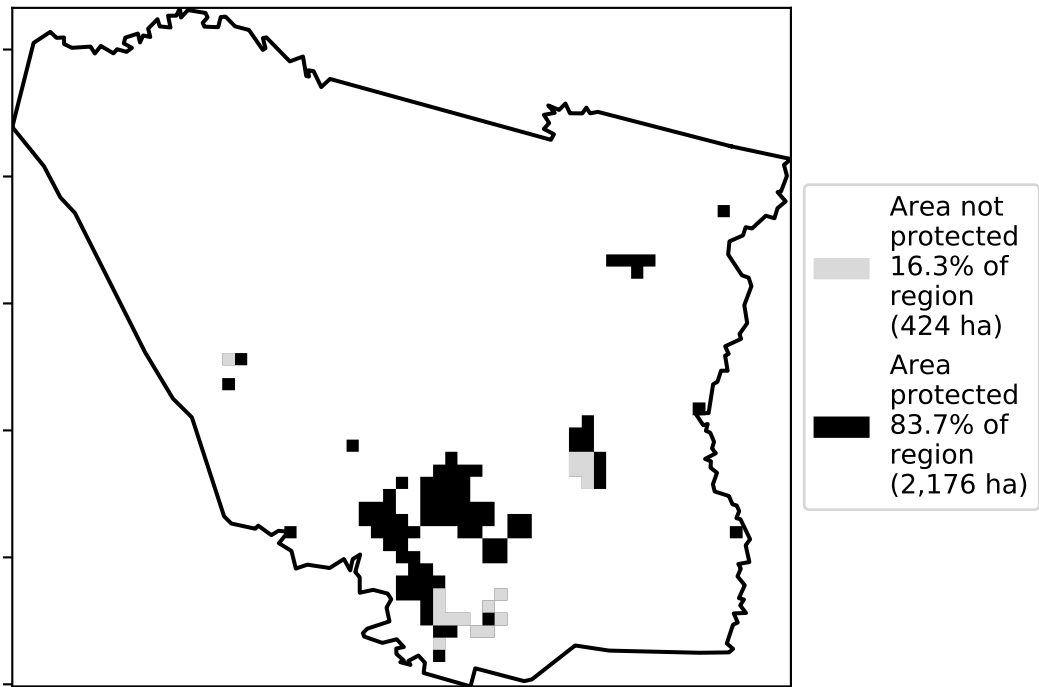 Area not
protected
16.3% of
region
(424 ha)
Area
protected
83.7% of
region
(2,176 ha)